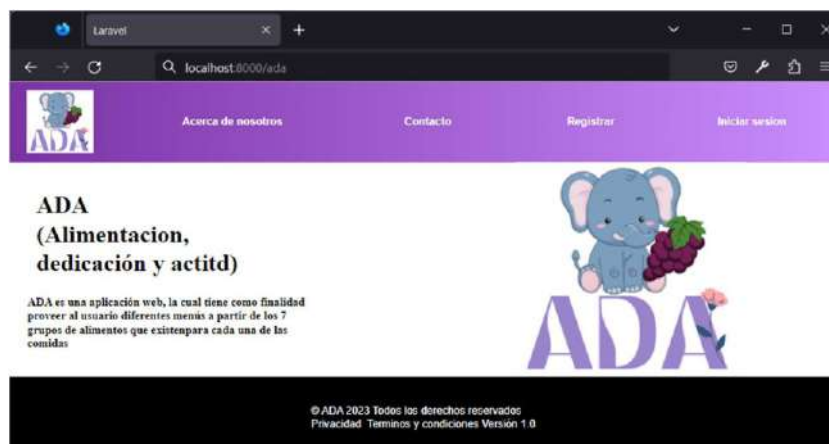 Laravel
localhost:8000/ada
ADA
Acerca de nosotros
Contacto
Registrar
Iniciar sesion
ADA
(Alimentacion,
dedicación y actitd)
ADA es una aplicación web, la cual tiene como finalidad
proveer al usuario diferentes menús a partir de los 7
grupos de alimentos que existenpara cada una de las
comidas
ADA
© ADA 2023 Todos los derechos reservados
Privacidad Terminos y condiciones Versión 1.0